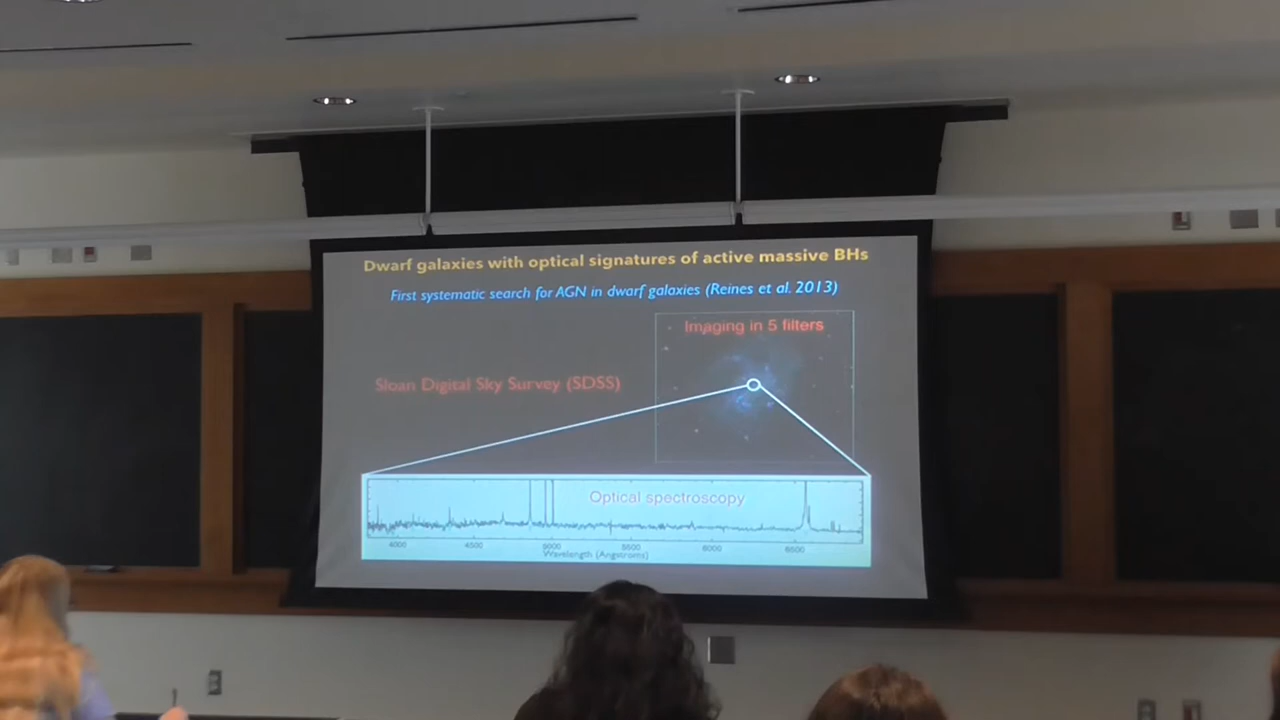 Dwarf galaxies with optical signatures of active massive BHs
First systematic search for AGN in dwarf galaxies (Reines et al. 2013)
Imaging in 5 filters
Sloan Digital Sky Survey (SDSS)
Optical spectroscopy
4000 4500 5000 5500 6000 6500
Wavelength (Angstroms)